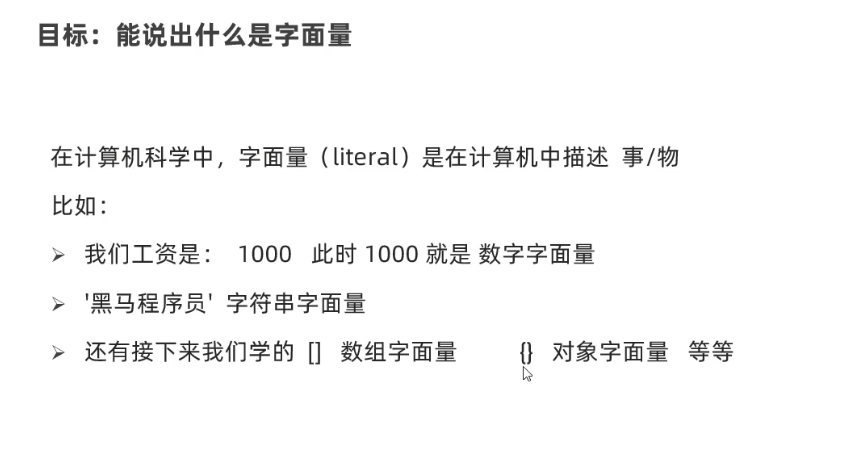 目标：能说出什么是字面量
在计算机科学中，字面量（literal）是在计算机中描述 事/物
比如：
➢ 我们工资是： 1000 此时 1000 就是 数字字面量
➢ '黑马程序员' 字符串字面量
➢ 还有接下来我们学的 [] 数组字面量 {} 对象字面量 等等